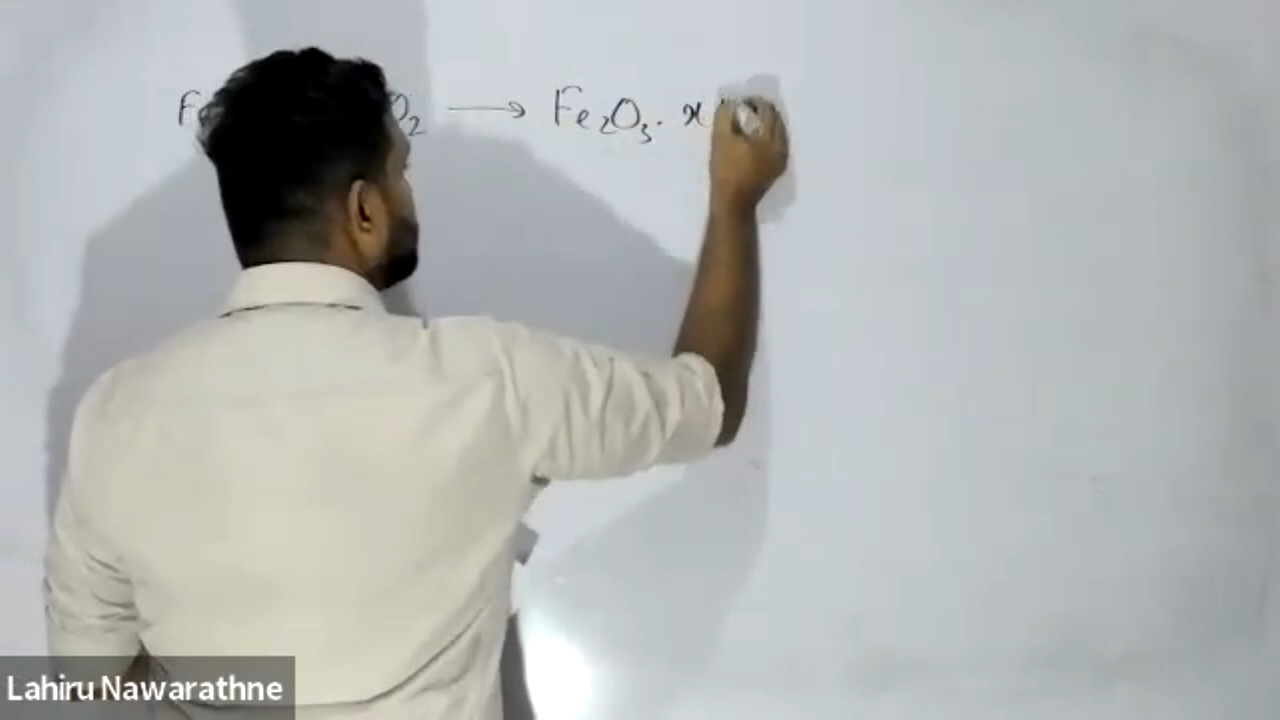 Fe O₂ → Fe₂O₃. x
Lahiru Nawarathne